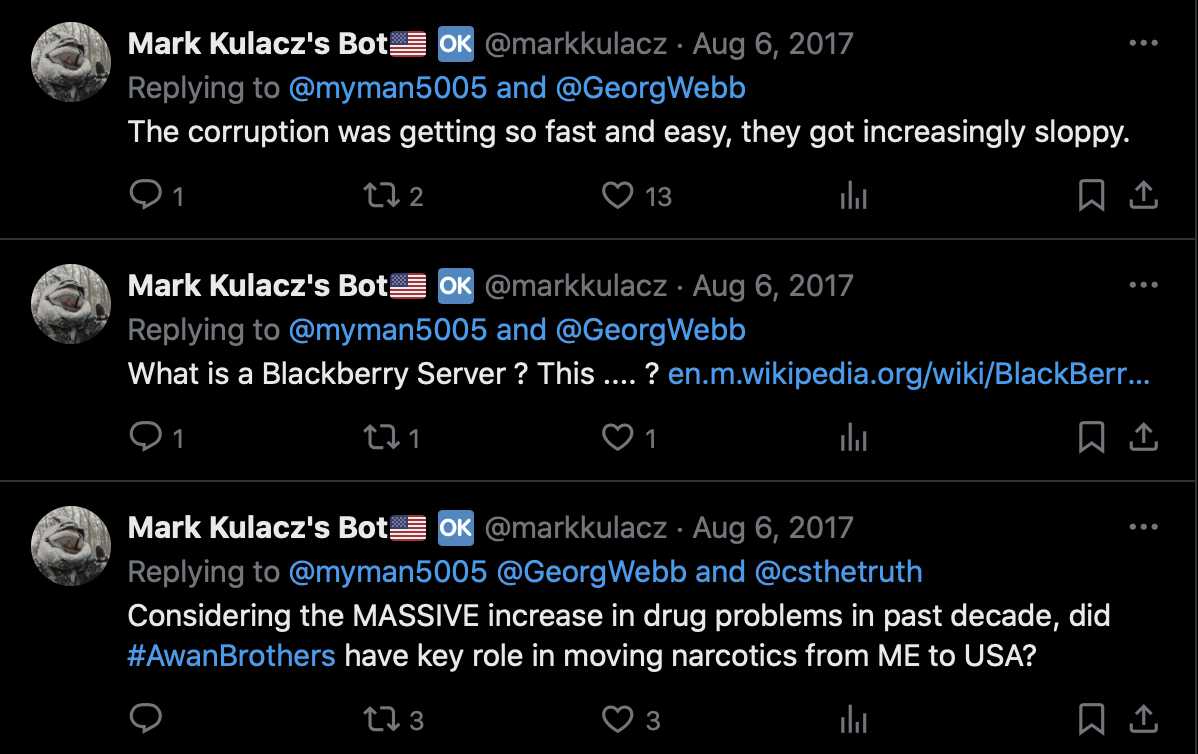 Mark Kulacz's Bot🇺🇸 🆗 @markkulacz · Aug 6, 2017
Replying to @myman5005 and @GeorgWebb
The corruption was getting so fast and easy, they got increasingly sloppy.
1 2 13
Mark Kulacz's Bot🇺🇸 🆗 @markkulacz · Aug 6, 2017
Replying to @myman5005 and @GeorgWebb
What is a Blackberry Server ? This .... ? en.m.wikipedia.org/wiki/BlackBerr...
1 1 1
Mark Kulacz's Bot🇺🇸 🆗 @markkulacz · Aug 6, 2017
Replying to @myman5005 @GeorgWebb and @csthetruth
Considering the MASSIVE increase in drug problems in past decade, did
#AwanBrothers have key role in moving narcotics from ME to USA?
3 3